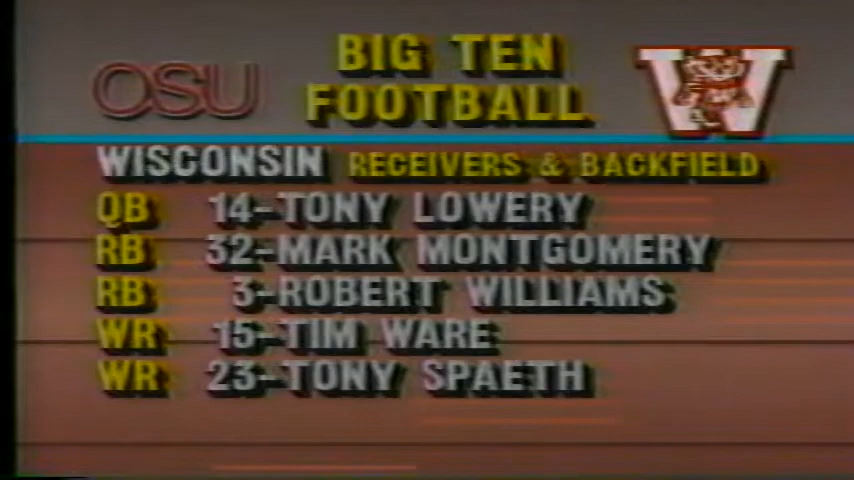 OSU
BIG TEN
FOOTBALL
W
WISCONSIN RECEIVERS & BACKFIELD
QB 14-TONY LOWERY
RB 32-MARK MONTGOMERY
RB 3-ROBERT WILLIAMS
WR 15-TIM WARE
WR 23-TONY SPAETH